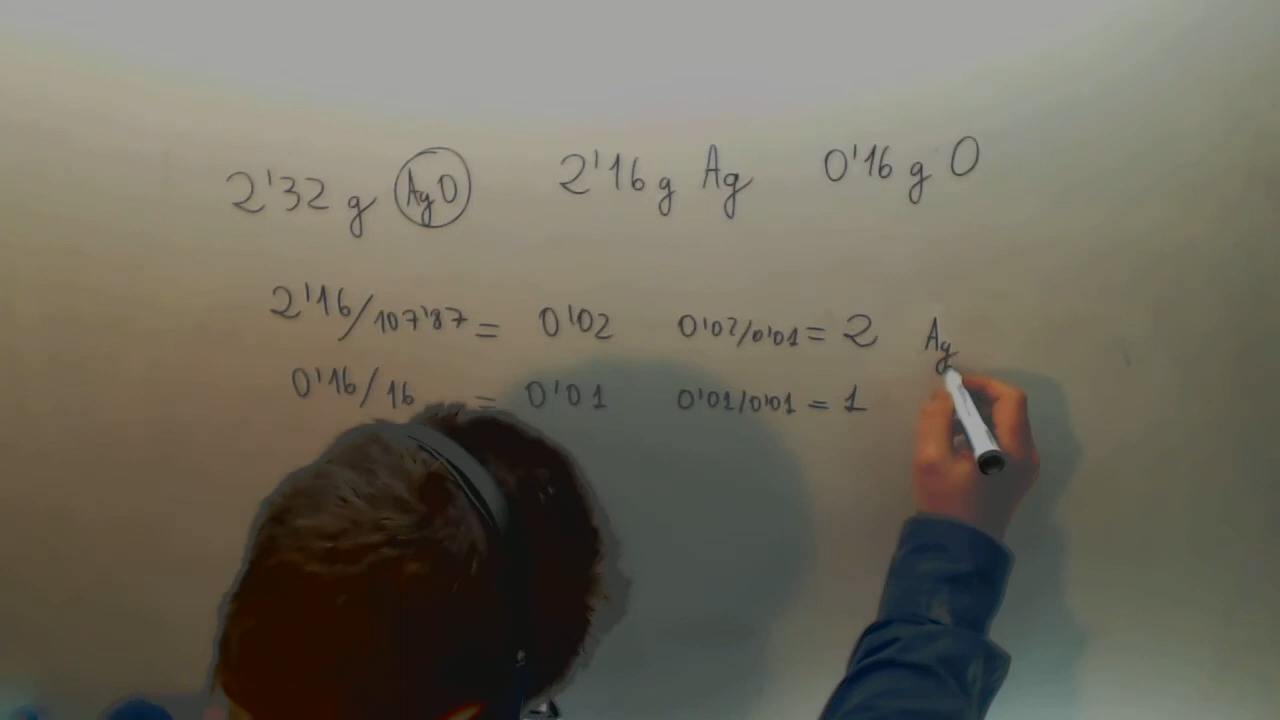 2'32 g AgO 2'16 g Ag 0'16 g O
2'16/107'87 = 0'02 0'02/0'01 = 2 Ag
0'16/16 = 0'01 0'01/0'01 = 1